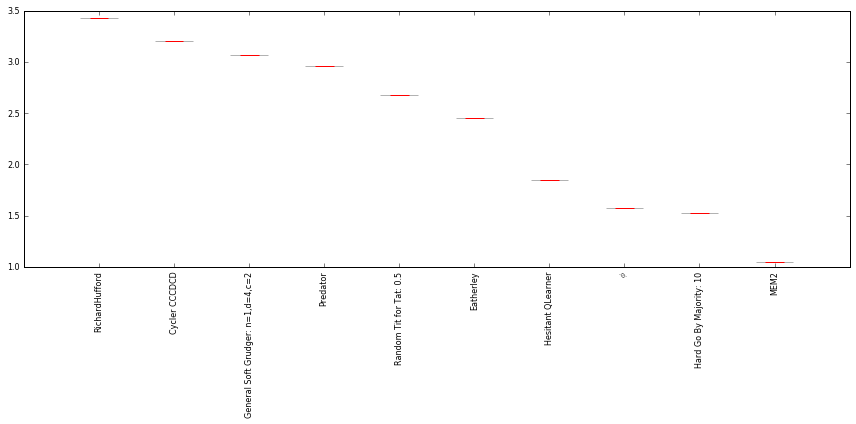 3.5
3.0
2.5
2.0
1.5
1.0
RichardHufford
Cycler CCCDCD
General Soft Grudger: n=1,d=4,c=2
Predator
Random Tit for Tat: 0.5
Eatherley
Hesitant QLearner
Hard Go By Majority: 10
MEM2